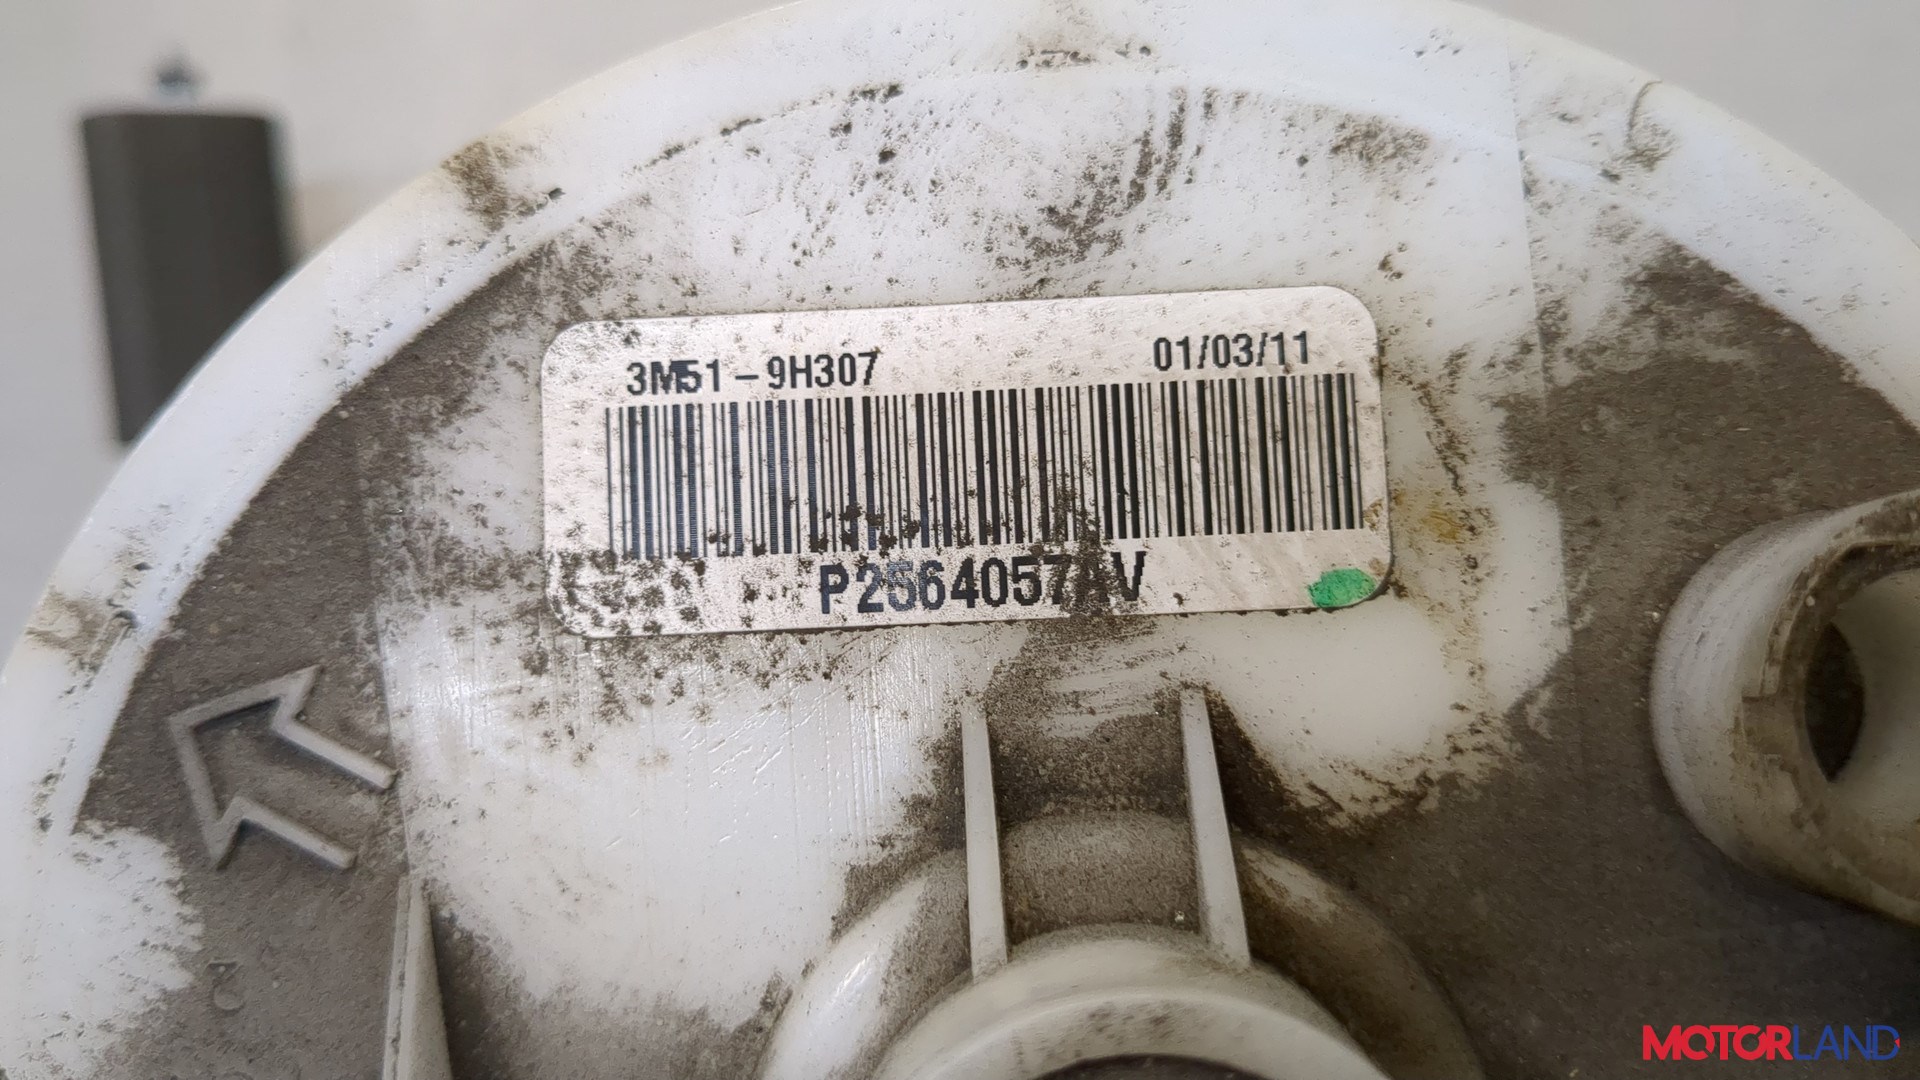 3M51-9H307 01/03/11
P2564057AV
MOTORLAND